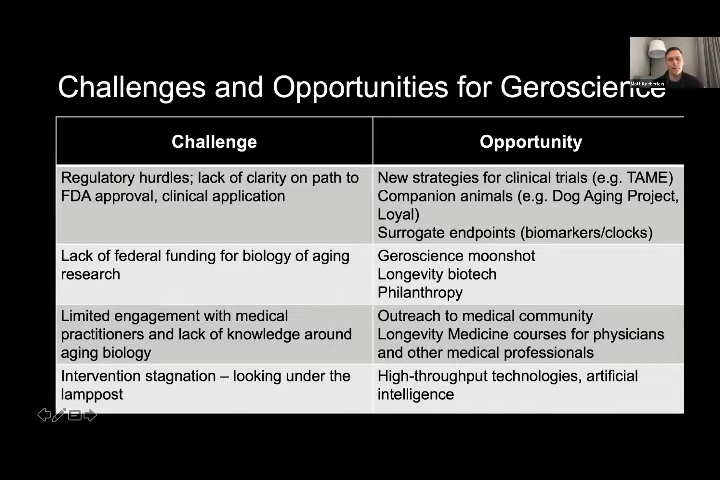 Challenges and Opportunities for Geroscience
Challenge
Opportunity
Regulatory hurdles; lack of clarity on path to
FDA approval, clinical application
New strategies for clinical trials (e.g. TAME)
Companion animals (e.g. Dog Aging Project,
Loyal)
Surrogate endpoints (biomarkers/clocks)
Lack of federal funding for biology of aging
research
Geroscience moonshot
Longevity biotech
Philanthropy
Limited engagement with medical
practitioners and lack of knowledge around
aging biology
Outreach to medical community
Longevity Medicine courses for physicians
and other medical professionals
Intervention stagnation – looking under the
lamppost
High-throughput technologies, artificial
intelligence